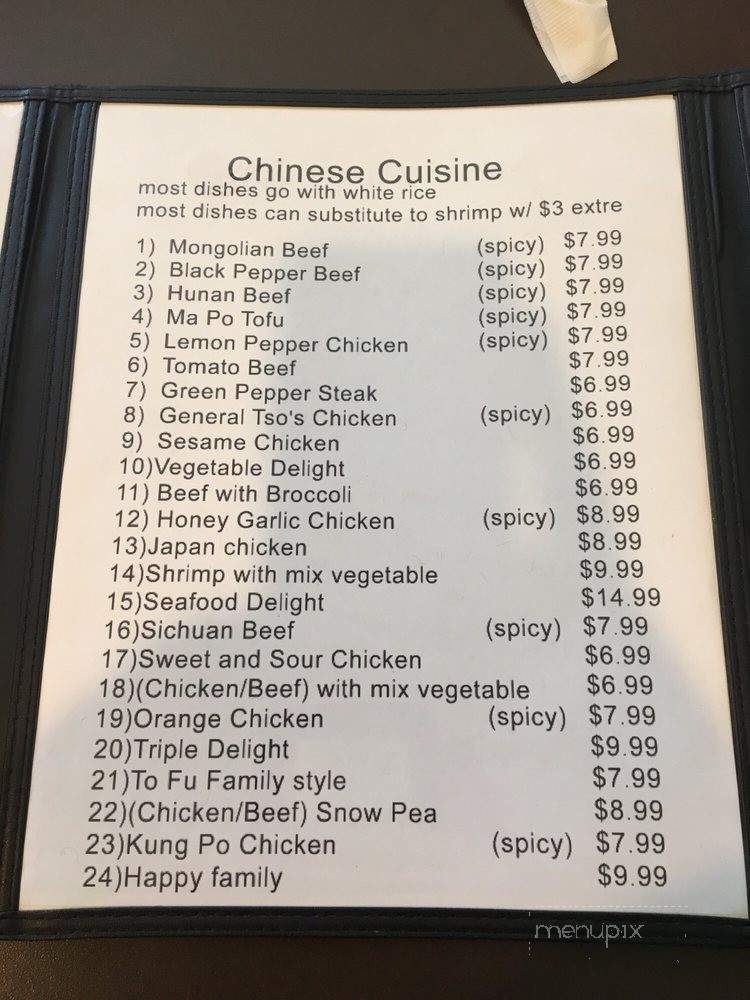 Chinese Cuisine
most dishes go with white rice
most dishes can substitute to shrimp w/ $3 extre
1) Mongolian Beef (spicy) $7.99
2) Black Pepper Beef (spicy) $7.99
3) Hunan Beef (spicy) $7.99
4) Ma Po Tofu (spicy) $7.99
5) Lemon Pepper Chicken (spicy) $7.99
6) Tomato Beef $7.99
7) Green Pepper Steak $6.99
8) General Tso's Chicken (spicy) $6.99
9) Sesame Chicken $6.99
10)Vegetable Delight $6.99
11) Beef with Broccoli $6.99
12) Honey Garlic Chicken (spicy) $8.99
13)Japan chicken $8.99
14)Shrimp with mix vegetable $9.99
15)Seafood Delight $14.99
16)Sichuan Beef (spicy) $7.99
17)Sweet and Sour Chicken $6.99
18)(Chicken/Beef) with mix vegetable $6.99
19)Orange Chicken (spicy) $7.99
20)Triple Delight $9.99
21)To Fu Family style $7.99
22)(Chicken/Beef) Snow Pea $8.99
23)Kung Po Chicken (spicy) $7.99
24)Happy family $9.99
menupix